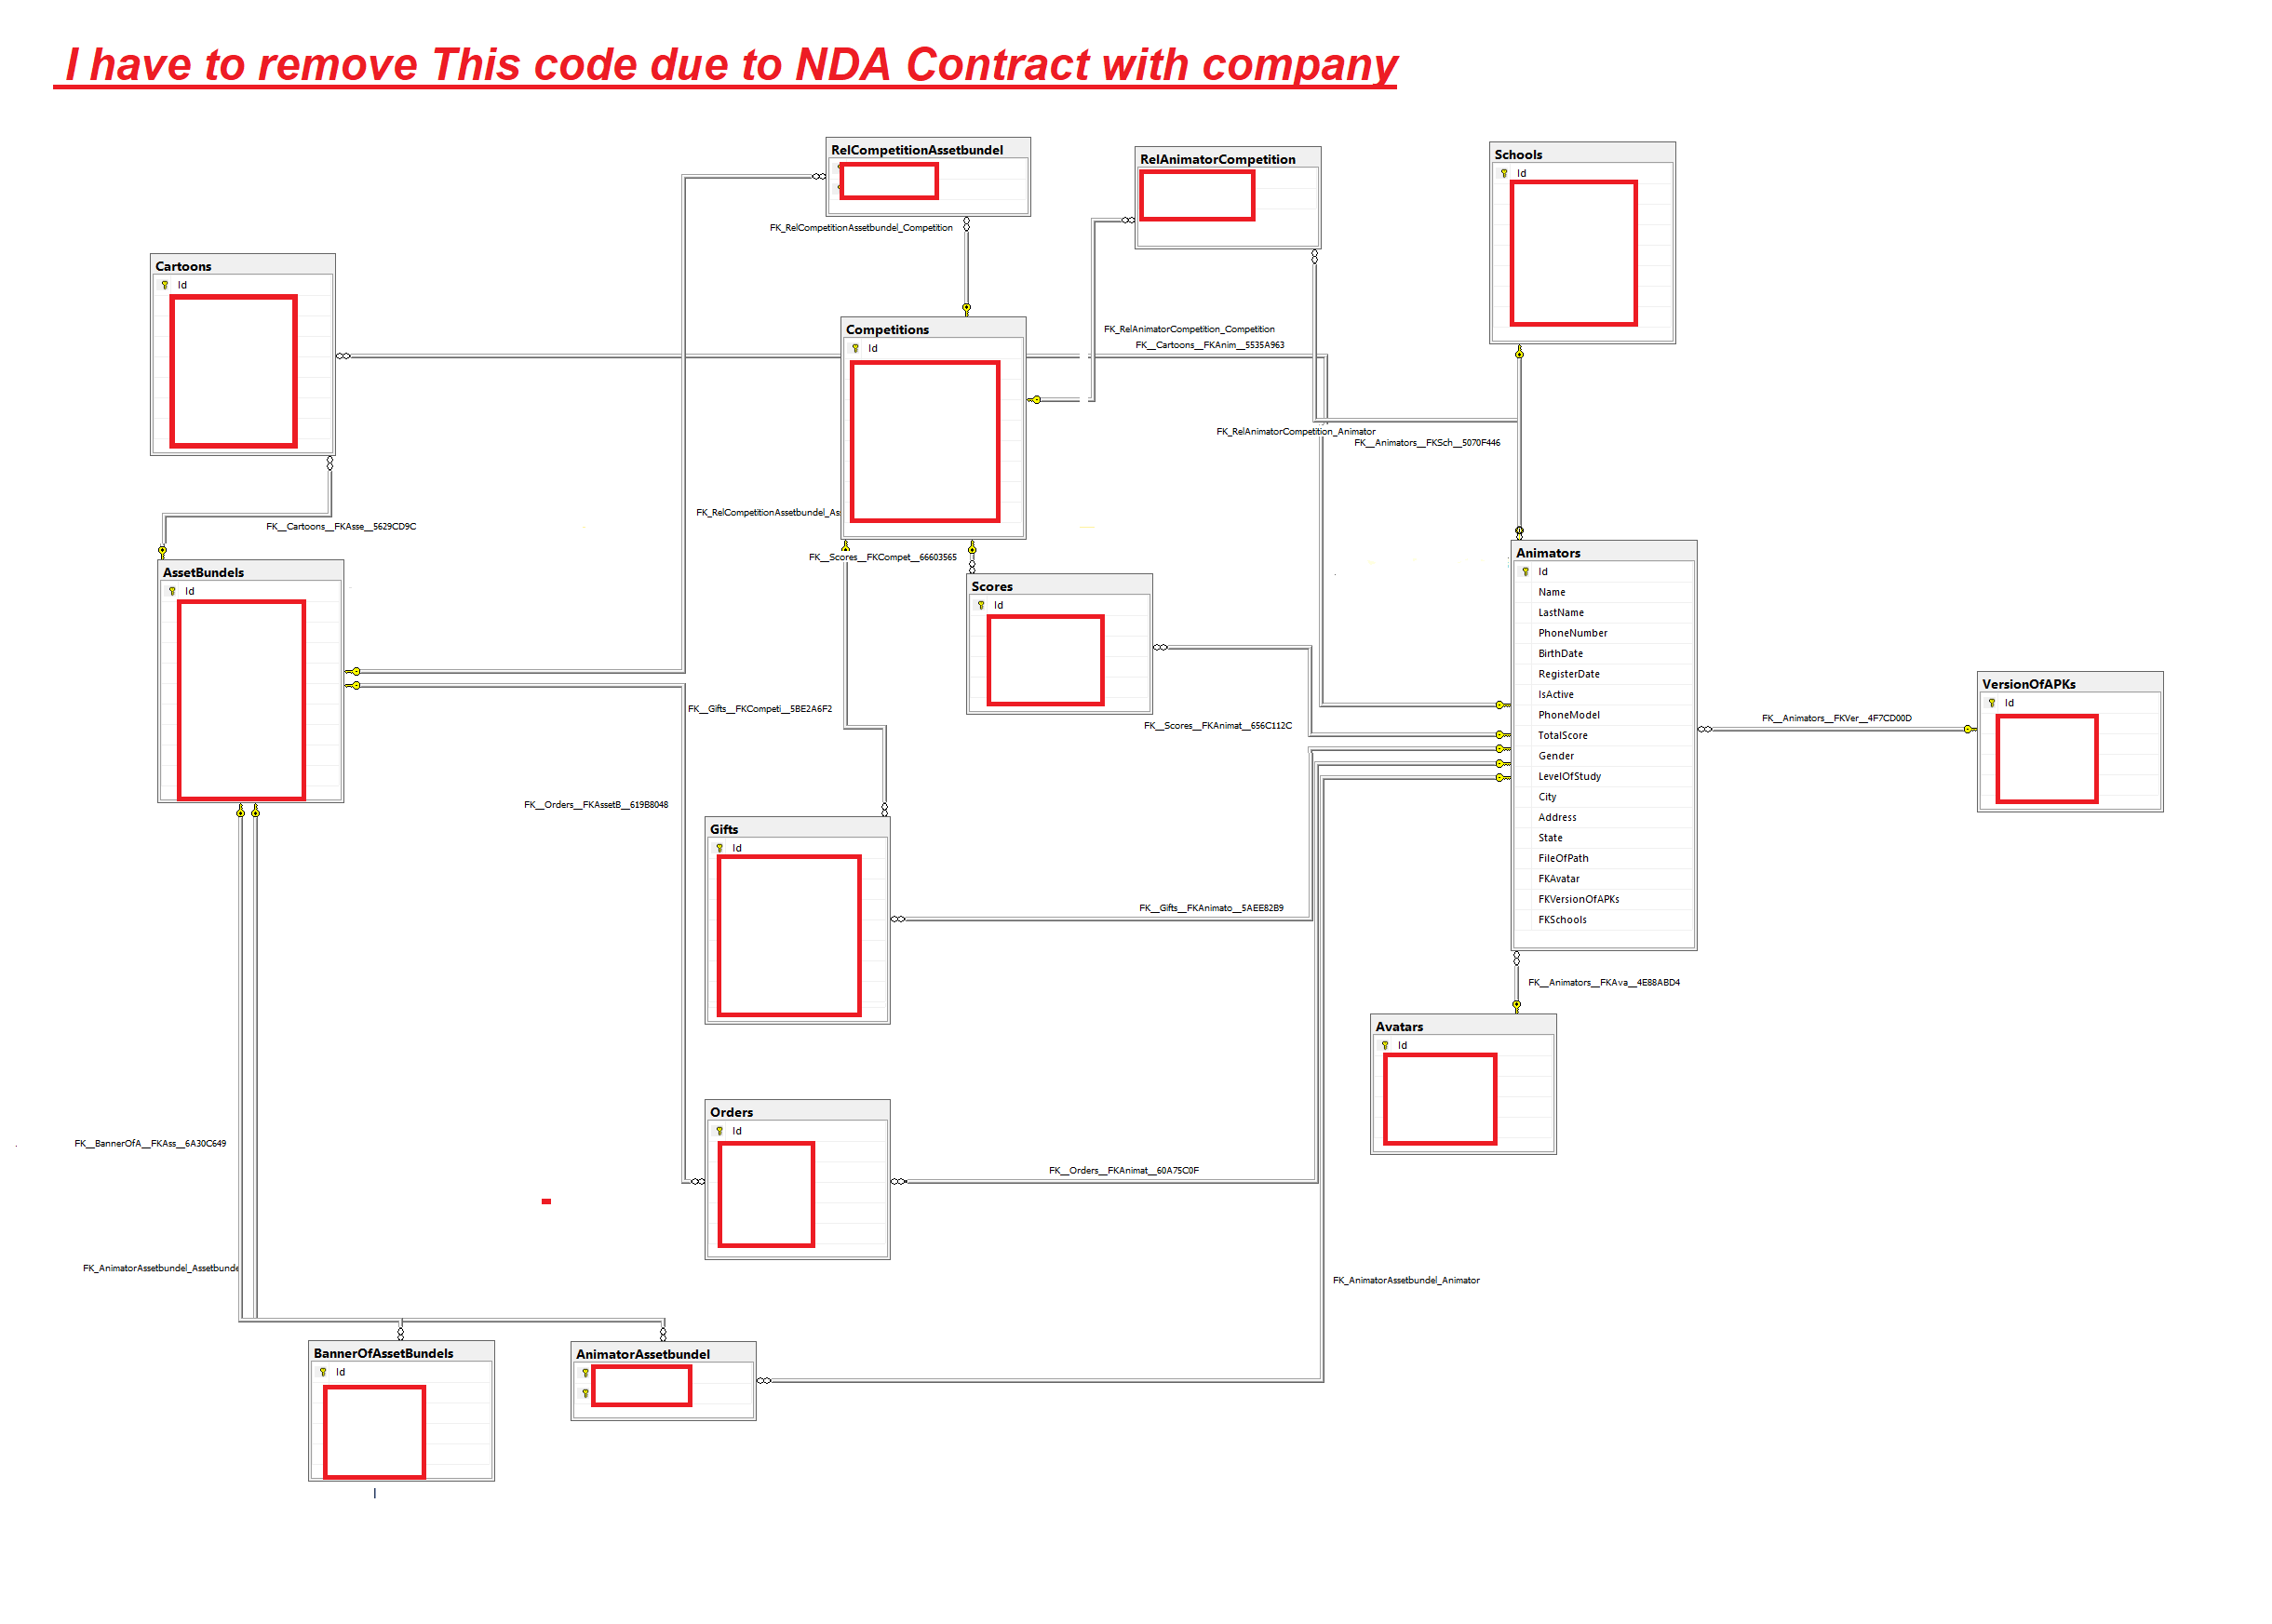 I have to remove This code due to NDA Contract with company
RelCompetitionAssetbundel
RelAnimatorCompetition
Schools
Id
FK_RelCompetitionAssetbundel_Competition
Cartoons
Id
Competitions
Id
FK_RelAnimatorCompetition_Competition
FK__Cartoons__FKAnim__5535A963
FK_RelAnimatorCompetition_Animator
FK__Animators__FKSch__5070F446
FK_RelCompetitionAssetbundel_As
FK__Cartoons__FKAsse__5629CD9C
FK__Scores__FKCompet__66603565
AssetBundels
Id
Scores
Id
Animators
Id
Name
LastName
PhoneNumber
BirthDate
RegisterDate
IsActive
PhoneModel
TotalScore
Gender
LevelOfStudy
City
Address
State
FileOfPath
FKAvatar
FKVersionOfAPKs
FKSchools
VersionOfAPKs
Id
FK__Animators__FKVer__4F7CD00D
FK__Gifts__FKCompeti__5BE2A6F2
FK__Scores__FKAnimat__656C112C
FK__Orders__FKAssetB__619B8048
Gifts
Id
FK__Gifts__FKAnimato__5AEE82B9
FK__Animators__FKAva__4E88ABD4
Avatars
Id
Orders
Id
FK__BannerOfA__FKAss__6A30C649
FK__Orders__FKAnimat__60A75C0F
FK_AnimatorAssetbundel_Assetbunde
FK_AnimatorAssetbundel_Animator
BannerOfAssetBundels
Id
AnimatorAssetbundel